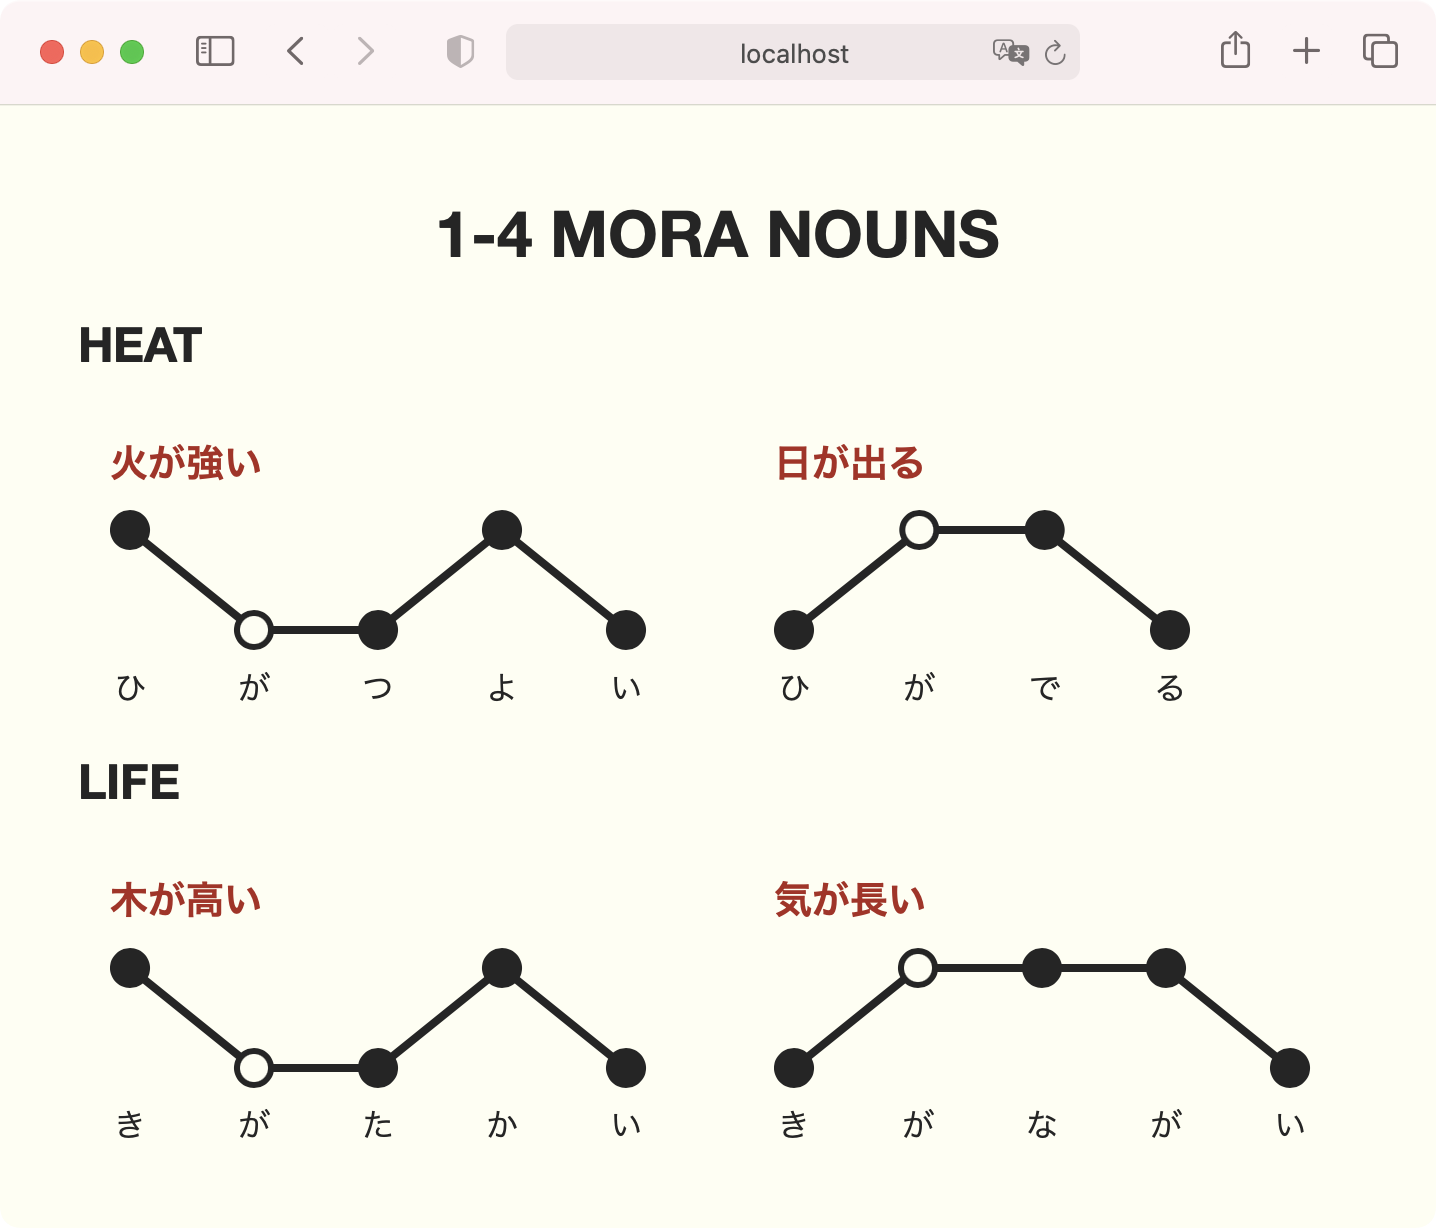 localhost
1-4 MORA NOUNS
HEAT
火が強い
ひ が つ よ い
日が出る
ひ が で る
LIFE
木が高い
き が た か い
気が長い
き が な が い